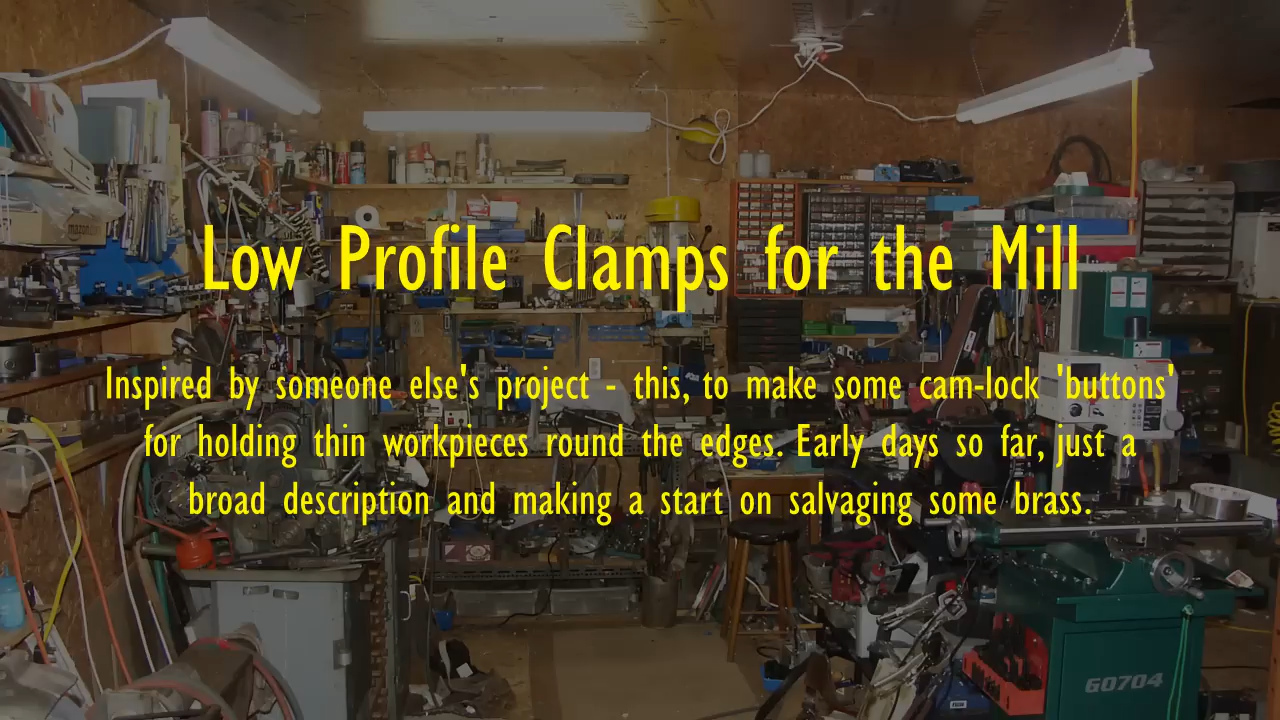 Low Profile Clamps for the Mill
Inspired by someone else's project - this, to make some cam-lock 'buttons'
for holding thin workpieces round the edges. Early days so far, just a
broad description and making a start on salvaging some brass.
G0704